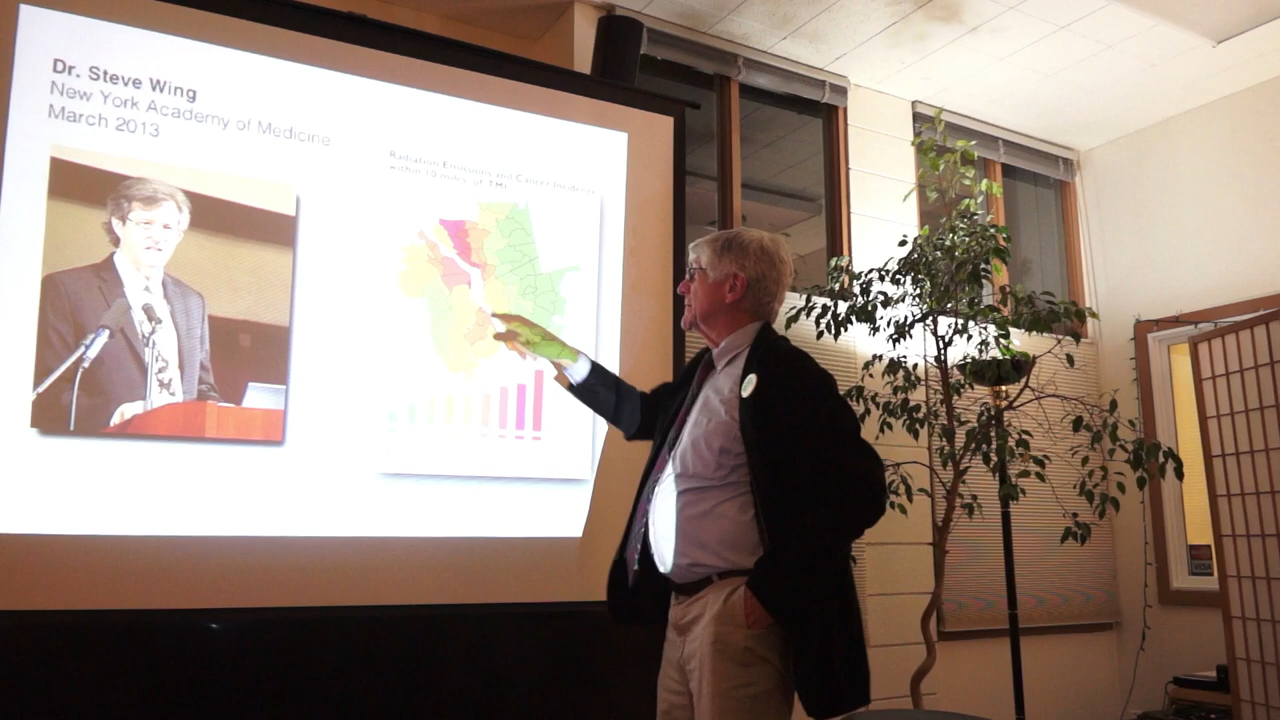 Dr. Steve Wing
New York Academy of Medicine
March 2013
Radiation Emissions and Cancer Incidence
within 10 miles of TMI
VISA